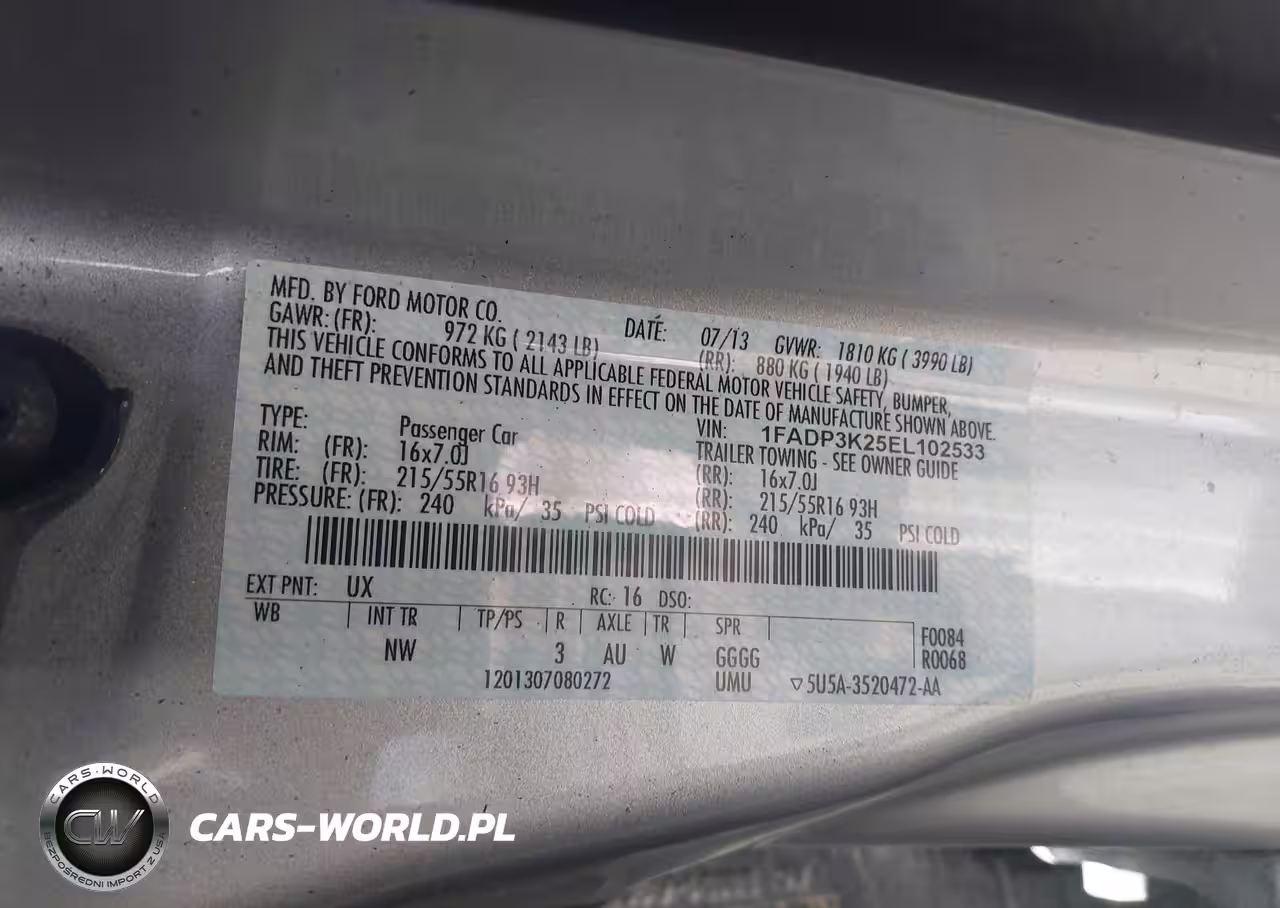 MFD. BY FORD MOTOR CO.
DATE: 07/13 GVWR: 1810 KG ( 3990 LB)
GAWR: (FR): 972 KG ( 2143 LB) (RR): 880 KG ( 1940 LB)
THIS VEHICLE CONFORMS TO ALL APPLICABLE FEDERAL MOTOR VEHICLE SAFETY, BUMPER,
AND THEFT PREVENTION STANDARDS IN EFFECT ON THE DATE OF MANUFACTURE SHOWN ABOVE.
VIN: 1FADP3K25EL102533
TYPE: Passenger Car TRAILER TOWING - SEE OWNER GUIDE
RIM: (FR): 16x7.0J (RR): 16x7.0J
TIRE: (FR): 215/55R16 93H (RR): 215/55R16 93H
PRESSURE: (FR): 240 kPa/ 35 PSI COLD (RR): 240 kPa/ 35 PSI COLD
EXT PNT: UX RC: 16 DSO:
WB INT TR TP/PS R AXLE TR SPR F0084
NW 3 AU W GGGG R0068
1201307080272 UMU ▽5U5A-3520472-AA
CARS-WORLD
CW
BEZPOŚREDNI IMPORT Z USA
CARS-WORLD.PL